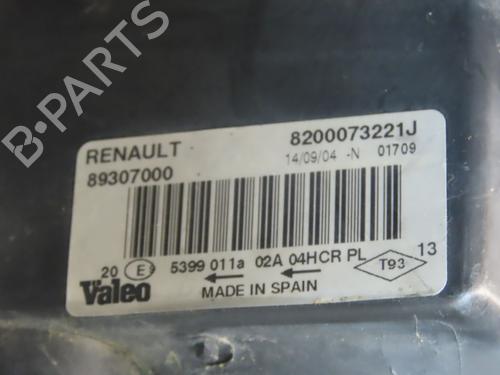 RENAULT 8200073221J
89307000 14/09/04 -N 01709
20 E9 5399 011a 02A 04HCR PL T93 13
Valeo MADE IN SPAIN
B-PARTS